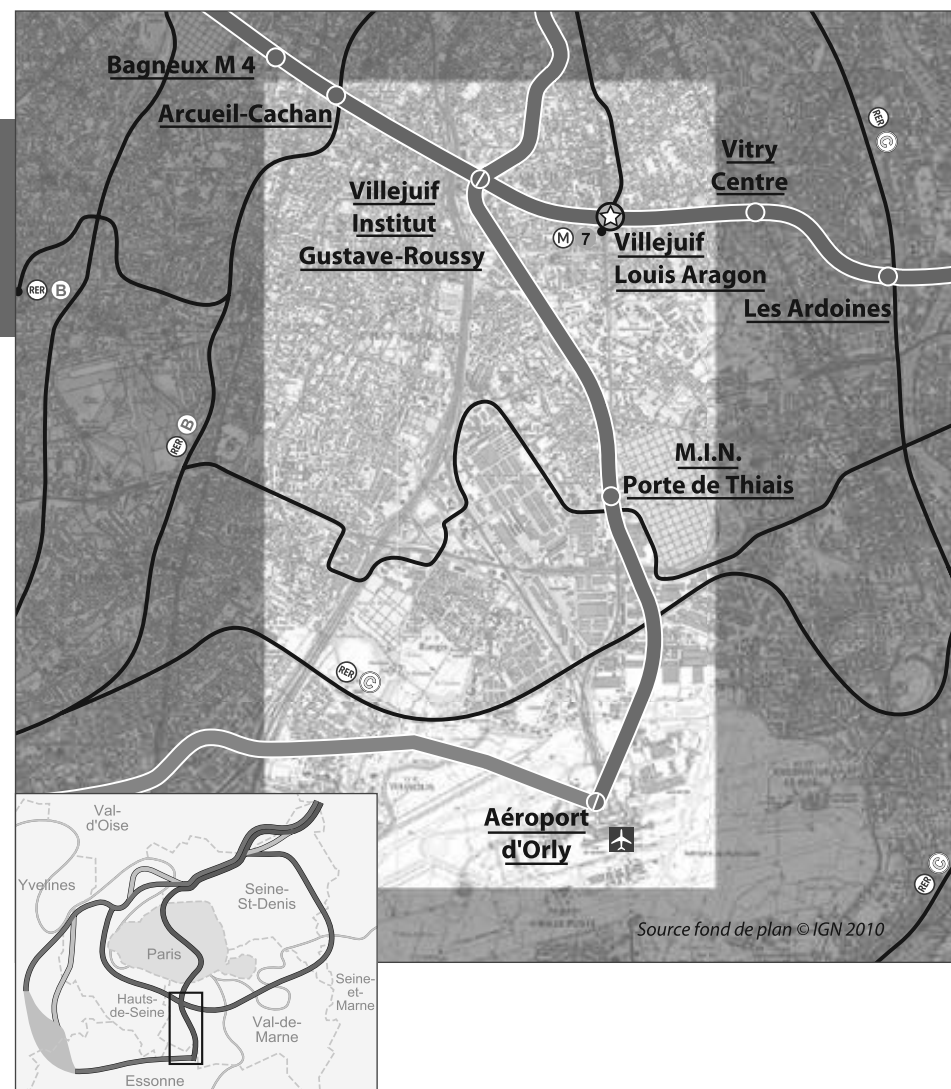 Bagneux M 4
Arcueil-Cachan
RER
C
Vitry
Centre
Villejuif
Institut
Gustave-Roussy
M 7
Villejuif
Louis Aragon
RER B
Les Ardoines
RER B
M.I.N.
Porte de Thiais
RER C
Aéroport
d'Orly
RER C
Source fond de plan © IGN 2010
Val-
d'Oise
Yvelines
Seine-
St-Denis
Paris
Seine-
et-
Marne
Hauts-
de-Seine
Val-de-
Marne
Essonne